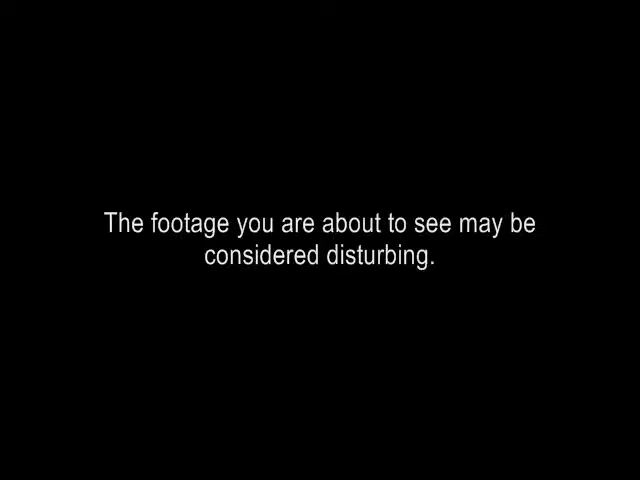 The footage you are about to see may be
considered disturbing.